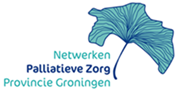 Netwerken
Palliatieve Zorg
Provincie Groningen